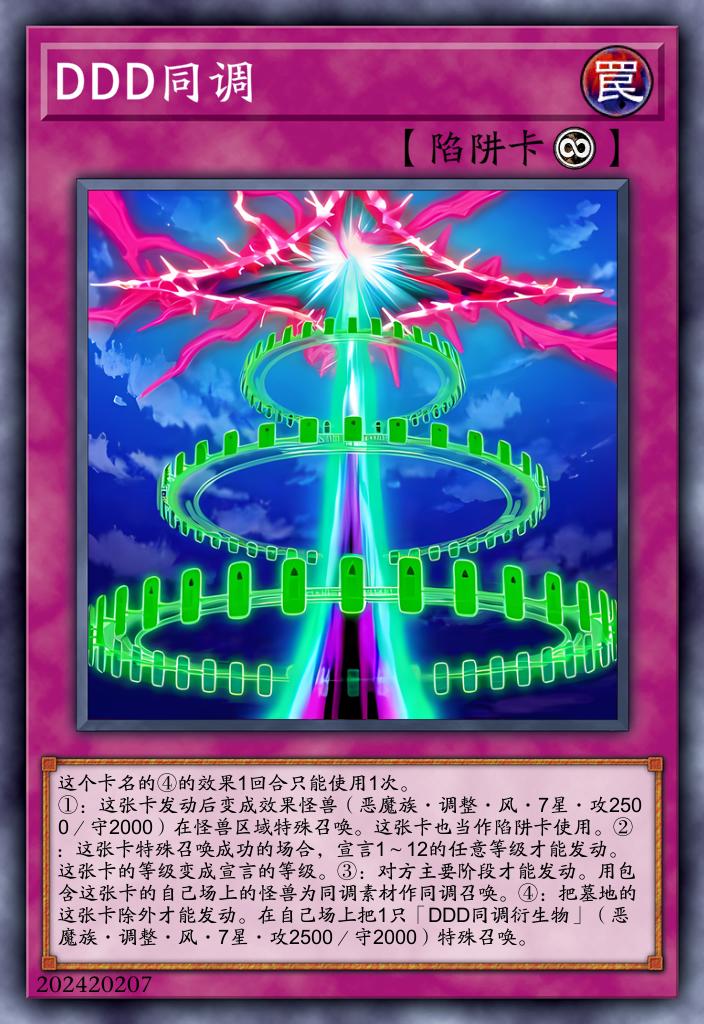 DDD同调
罠
【陷阱卡∞】
这个卡名的④的效果1回合只能使用1次。
①：这张卡发动后变成效果怪兽（恶魔族·调整·风·7星·攻250
0／守2000）在怪兽区域特殊召唤。这张卡也当作陷阱卡使用。②
：这张卡特殊召唤成功的场合，宣言1～12的任意等级才能发动。
这张卡的等级变成宣言的等级。③：对方主要阶段才能发动。用包
含这张卡的自己场上的怪兽为同调素材作同调召唤。④：把墓地的
这张卡除外才能发动。在自己场上把1只「DDD同调衍生物」（恶
魔族·调整·风·7星·攻2500／守2000）特殊召唤。
202420207